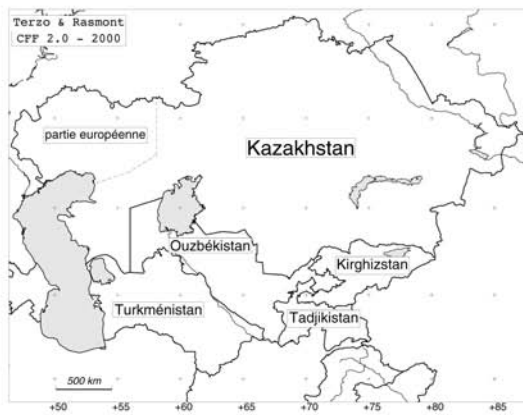 Terzo & Rasmont
CFF 2.0 - 2000
partie européenne
Kazakhstan
Ouzbékistan
Kirghizstan
Turkménistan
Tadjikistan
500 km
+50 +55 +60 +65 +70 +75 +80 +85